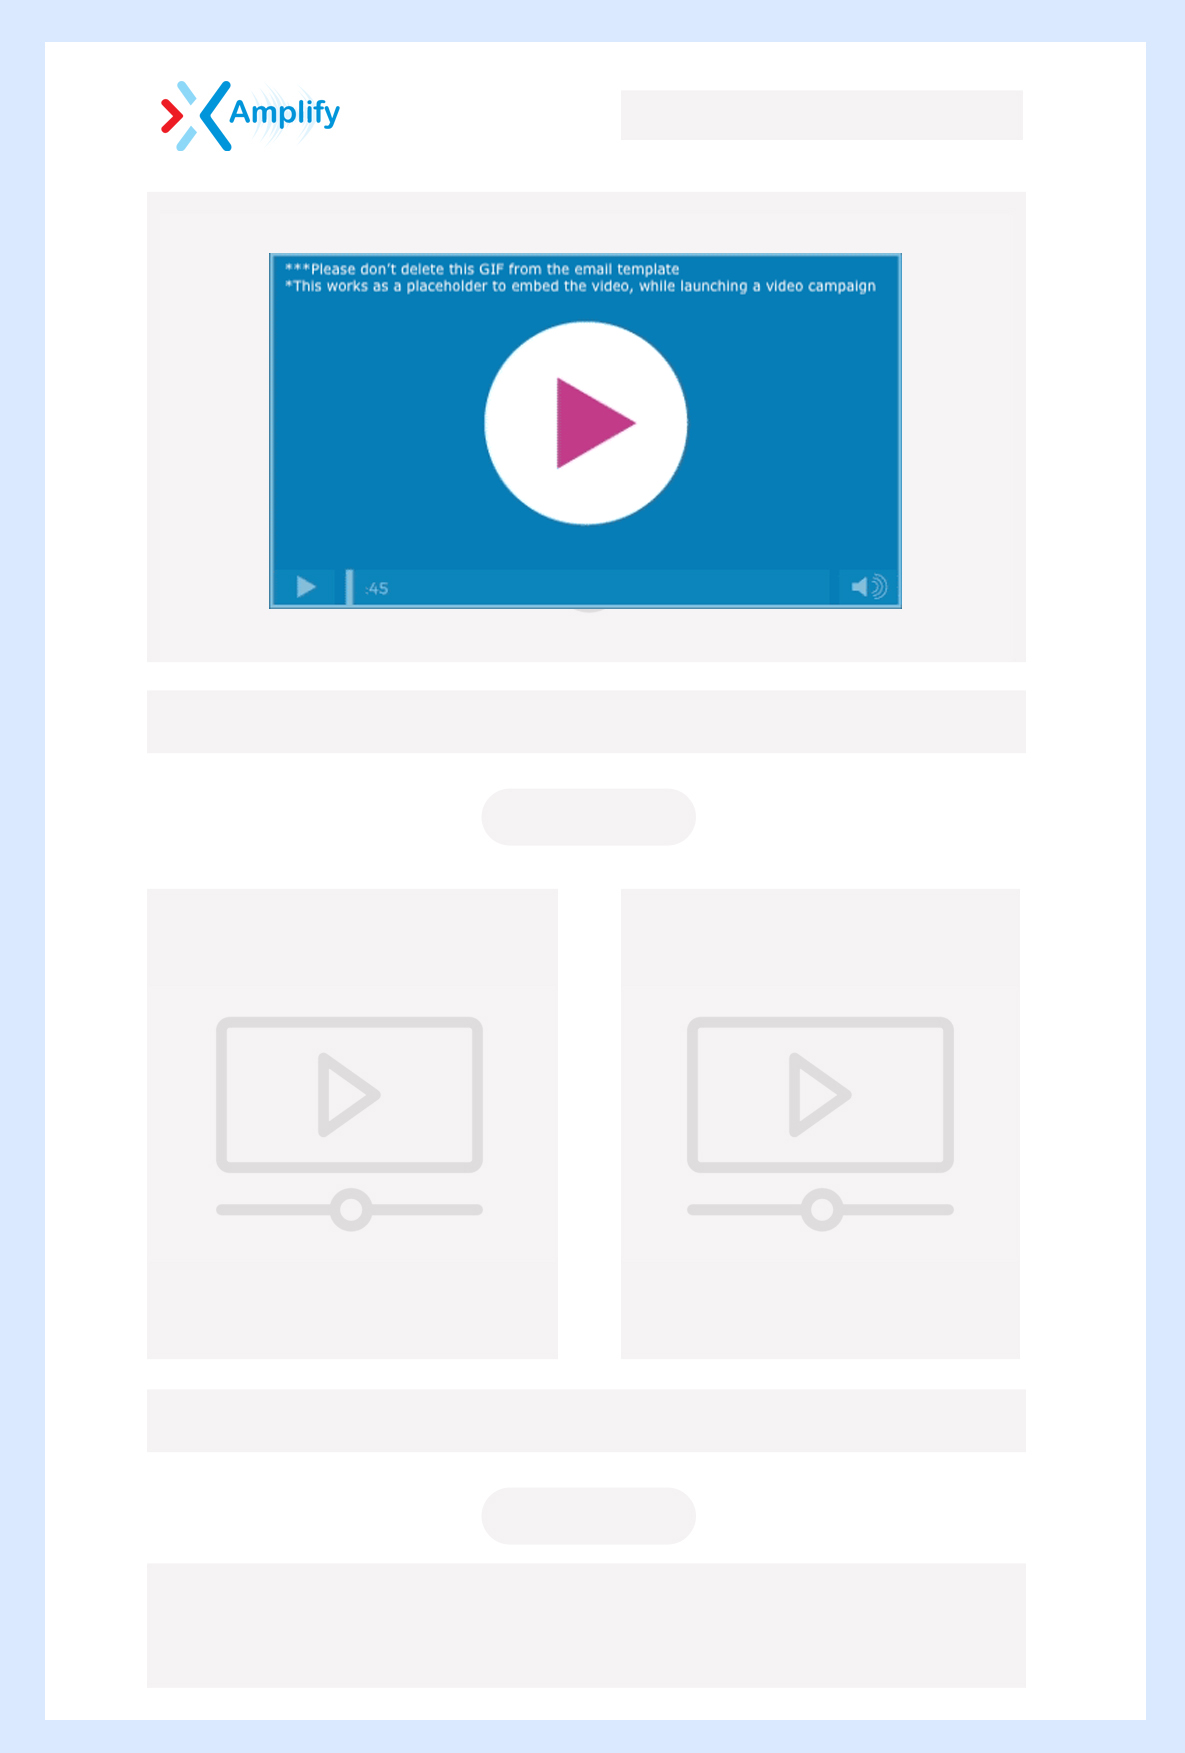 Amplify
***Please don't delete this GIF from the email template
*This works as a placeholder to embed the video, while launching a video campaign
:45